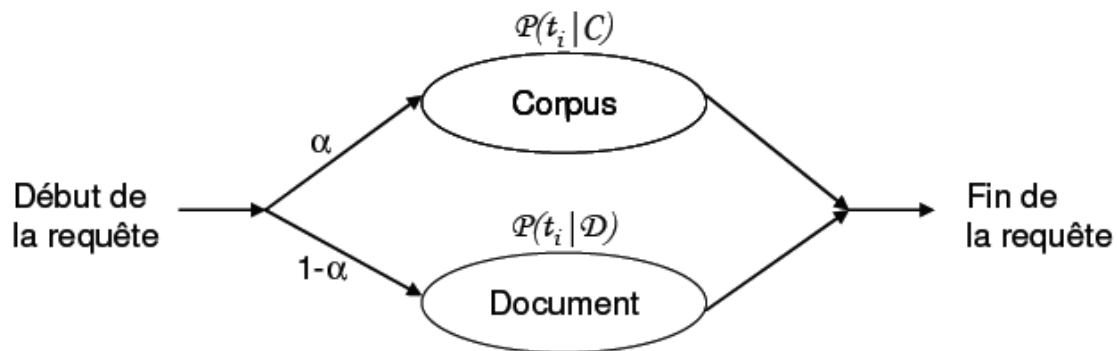 P(t_i|C)
Corpus
α
Début de
la requête
Fin de
la requête
P(t_i|D)
1-α
Document